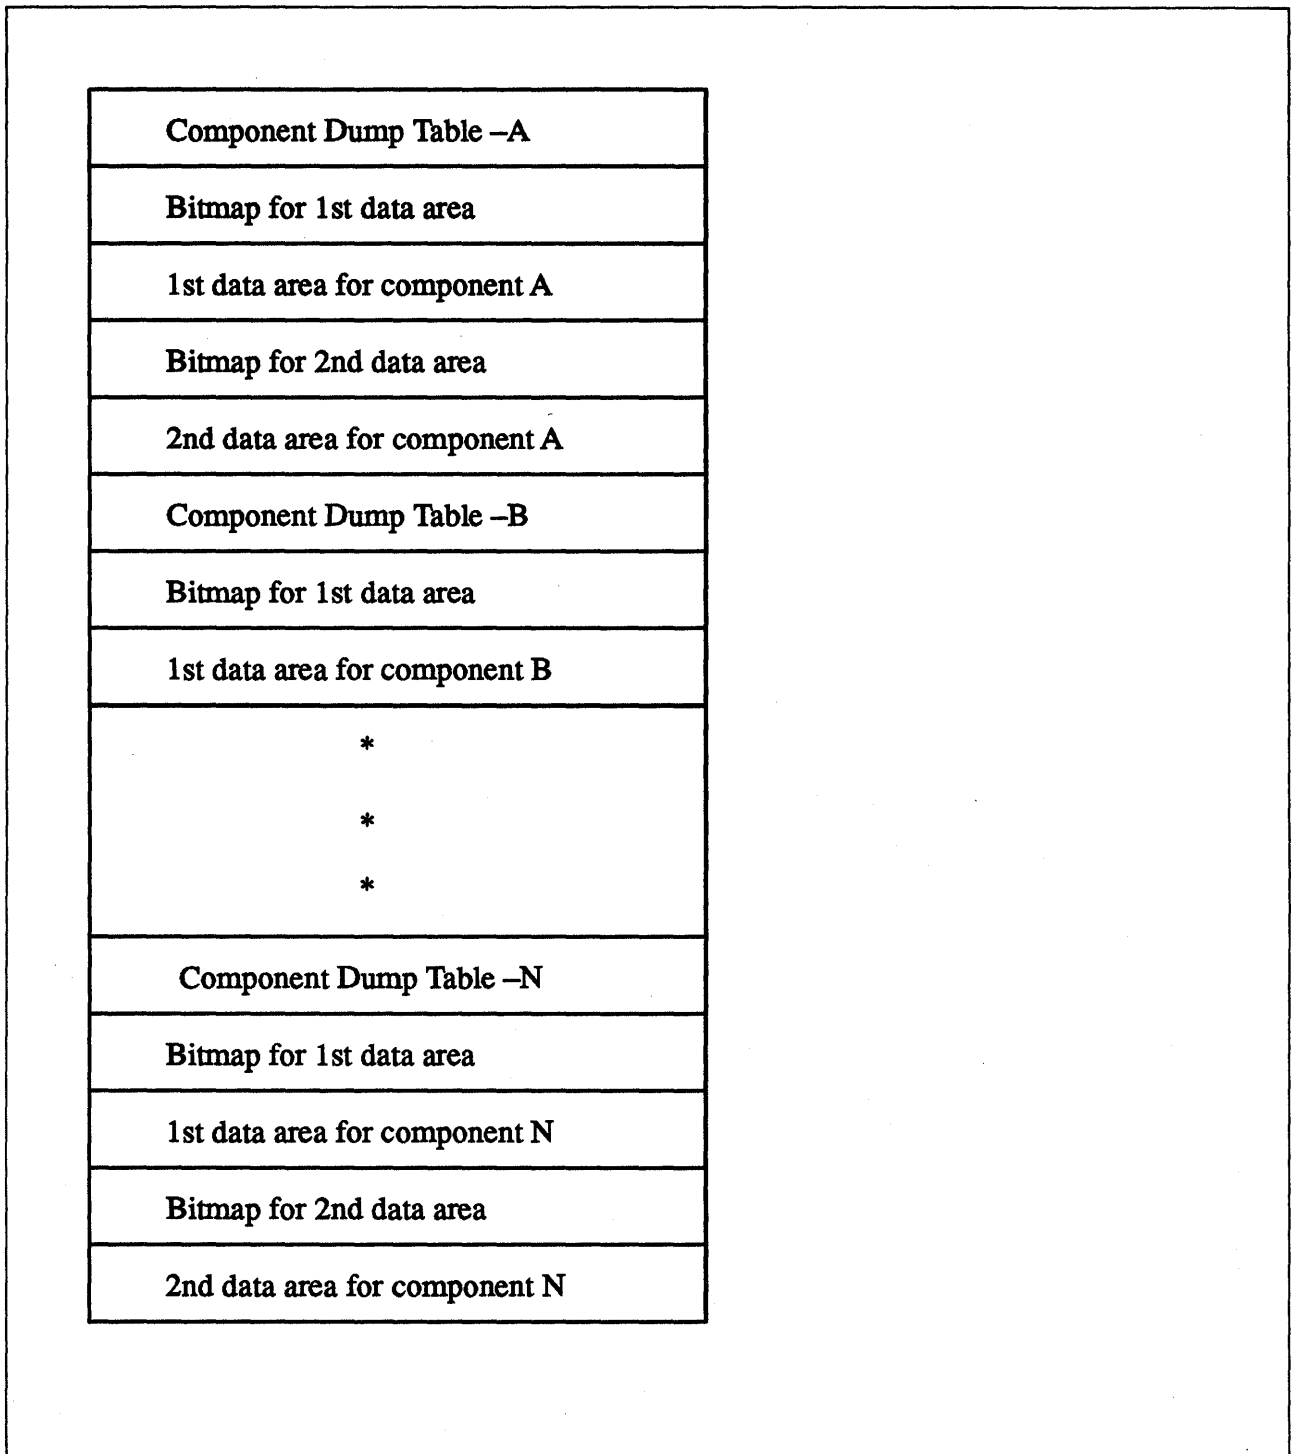 Component Dump Table –A
Bitmap for 1st data area
1st data area for component A
Bitmap for 2nd data area
2nd data area for component A
Component Dump Table –B
Bitmap for 1st data area
1st data area for component B
*
*
*
Component Dump Table –N
Bitmap for 1st data area
1st data area for component N
Bitmap for 2nd data area
2nd data area for component N